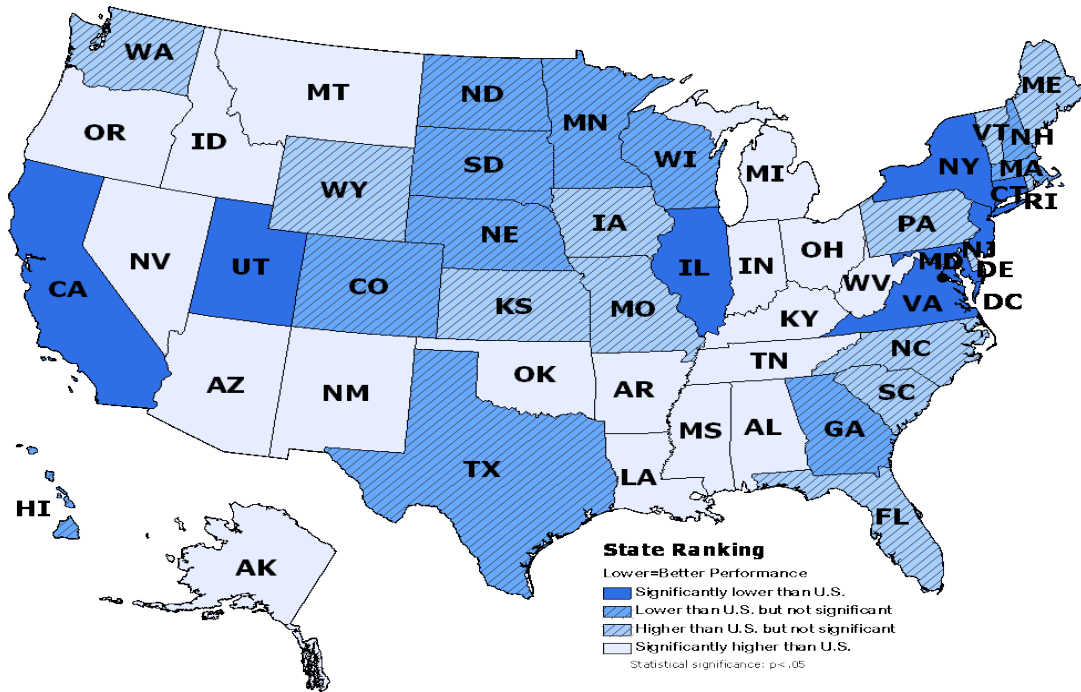 WA
ME
MT
ND
MN
VT
NH
OR
ID
SD
WI
NY
MA
MI
WY
CT
RI
IA
PA
NE
NJ
NV
OH
UT
IL
IN
MD
DE
CA
CO
WV
VA
DC
KS
MO
KY
NC
TN
OK
AZ
NM
AR
SC
MS
AL
GA
TX
LA
HI
FL
AK
State Ranking
Lower=Better Performance
Significantly lower than U.S.
Lower than U.S. but not significant
Higher than U.S. but not significant
Significantly higher than U.S.
Statistical significance: p<.05